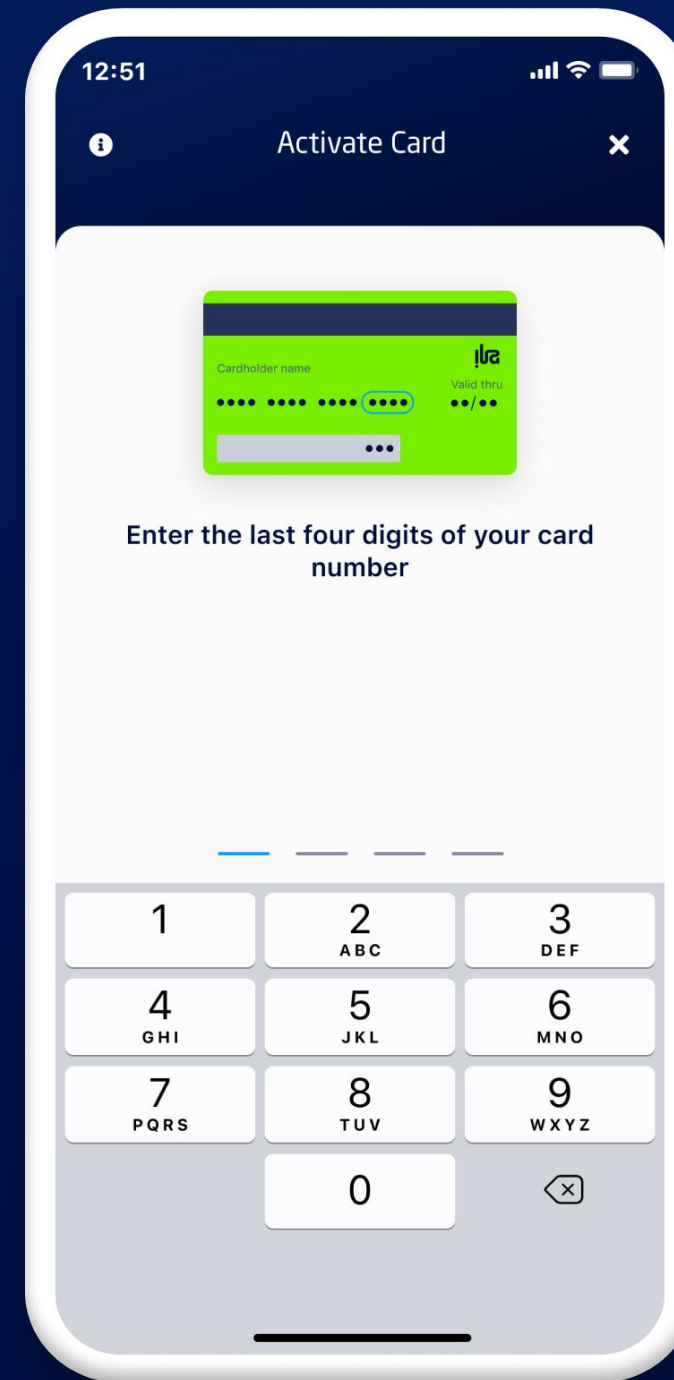 12:51
Activate Card
ila
Cardholder name
Valid thru
•••• •••• •••• •••• ••/••
•••
Enter the last four digits of your card
number
1 2 3
ABC DEF
4 5 6
GHI JKL MNO
7 8 9
PQRS TUV WXYZ
0